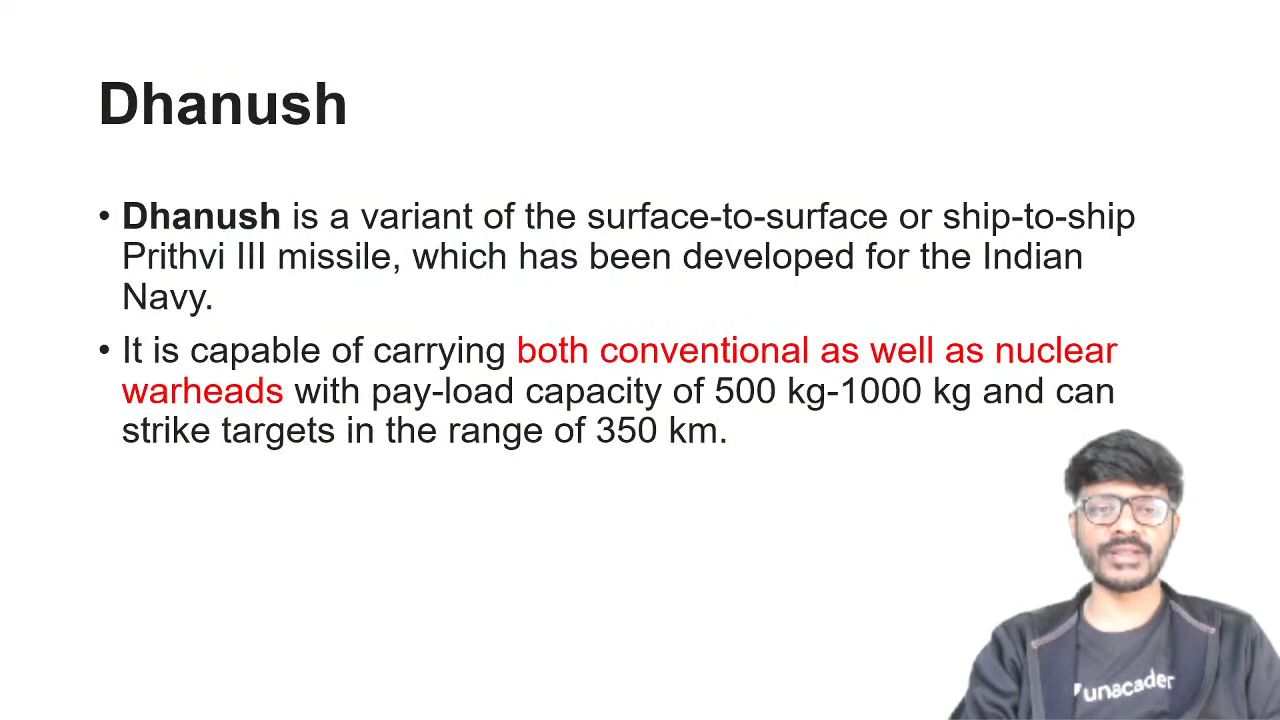 Dhanush
• Dhanush is a variant of the surface-to-surface or ship-to-ship
Prithvi III missile, which has been developed for the Indian
Navy.
• It is capable of carrying both conventional as well as nuclear
warheads with pay-load capacity of 500 kg-1000 kg and can
strike targets in the range of 350 km.
unacader